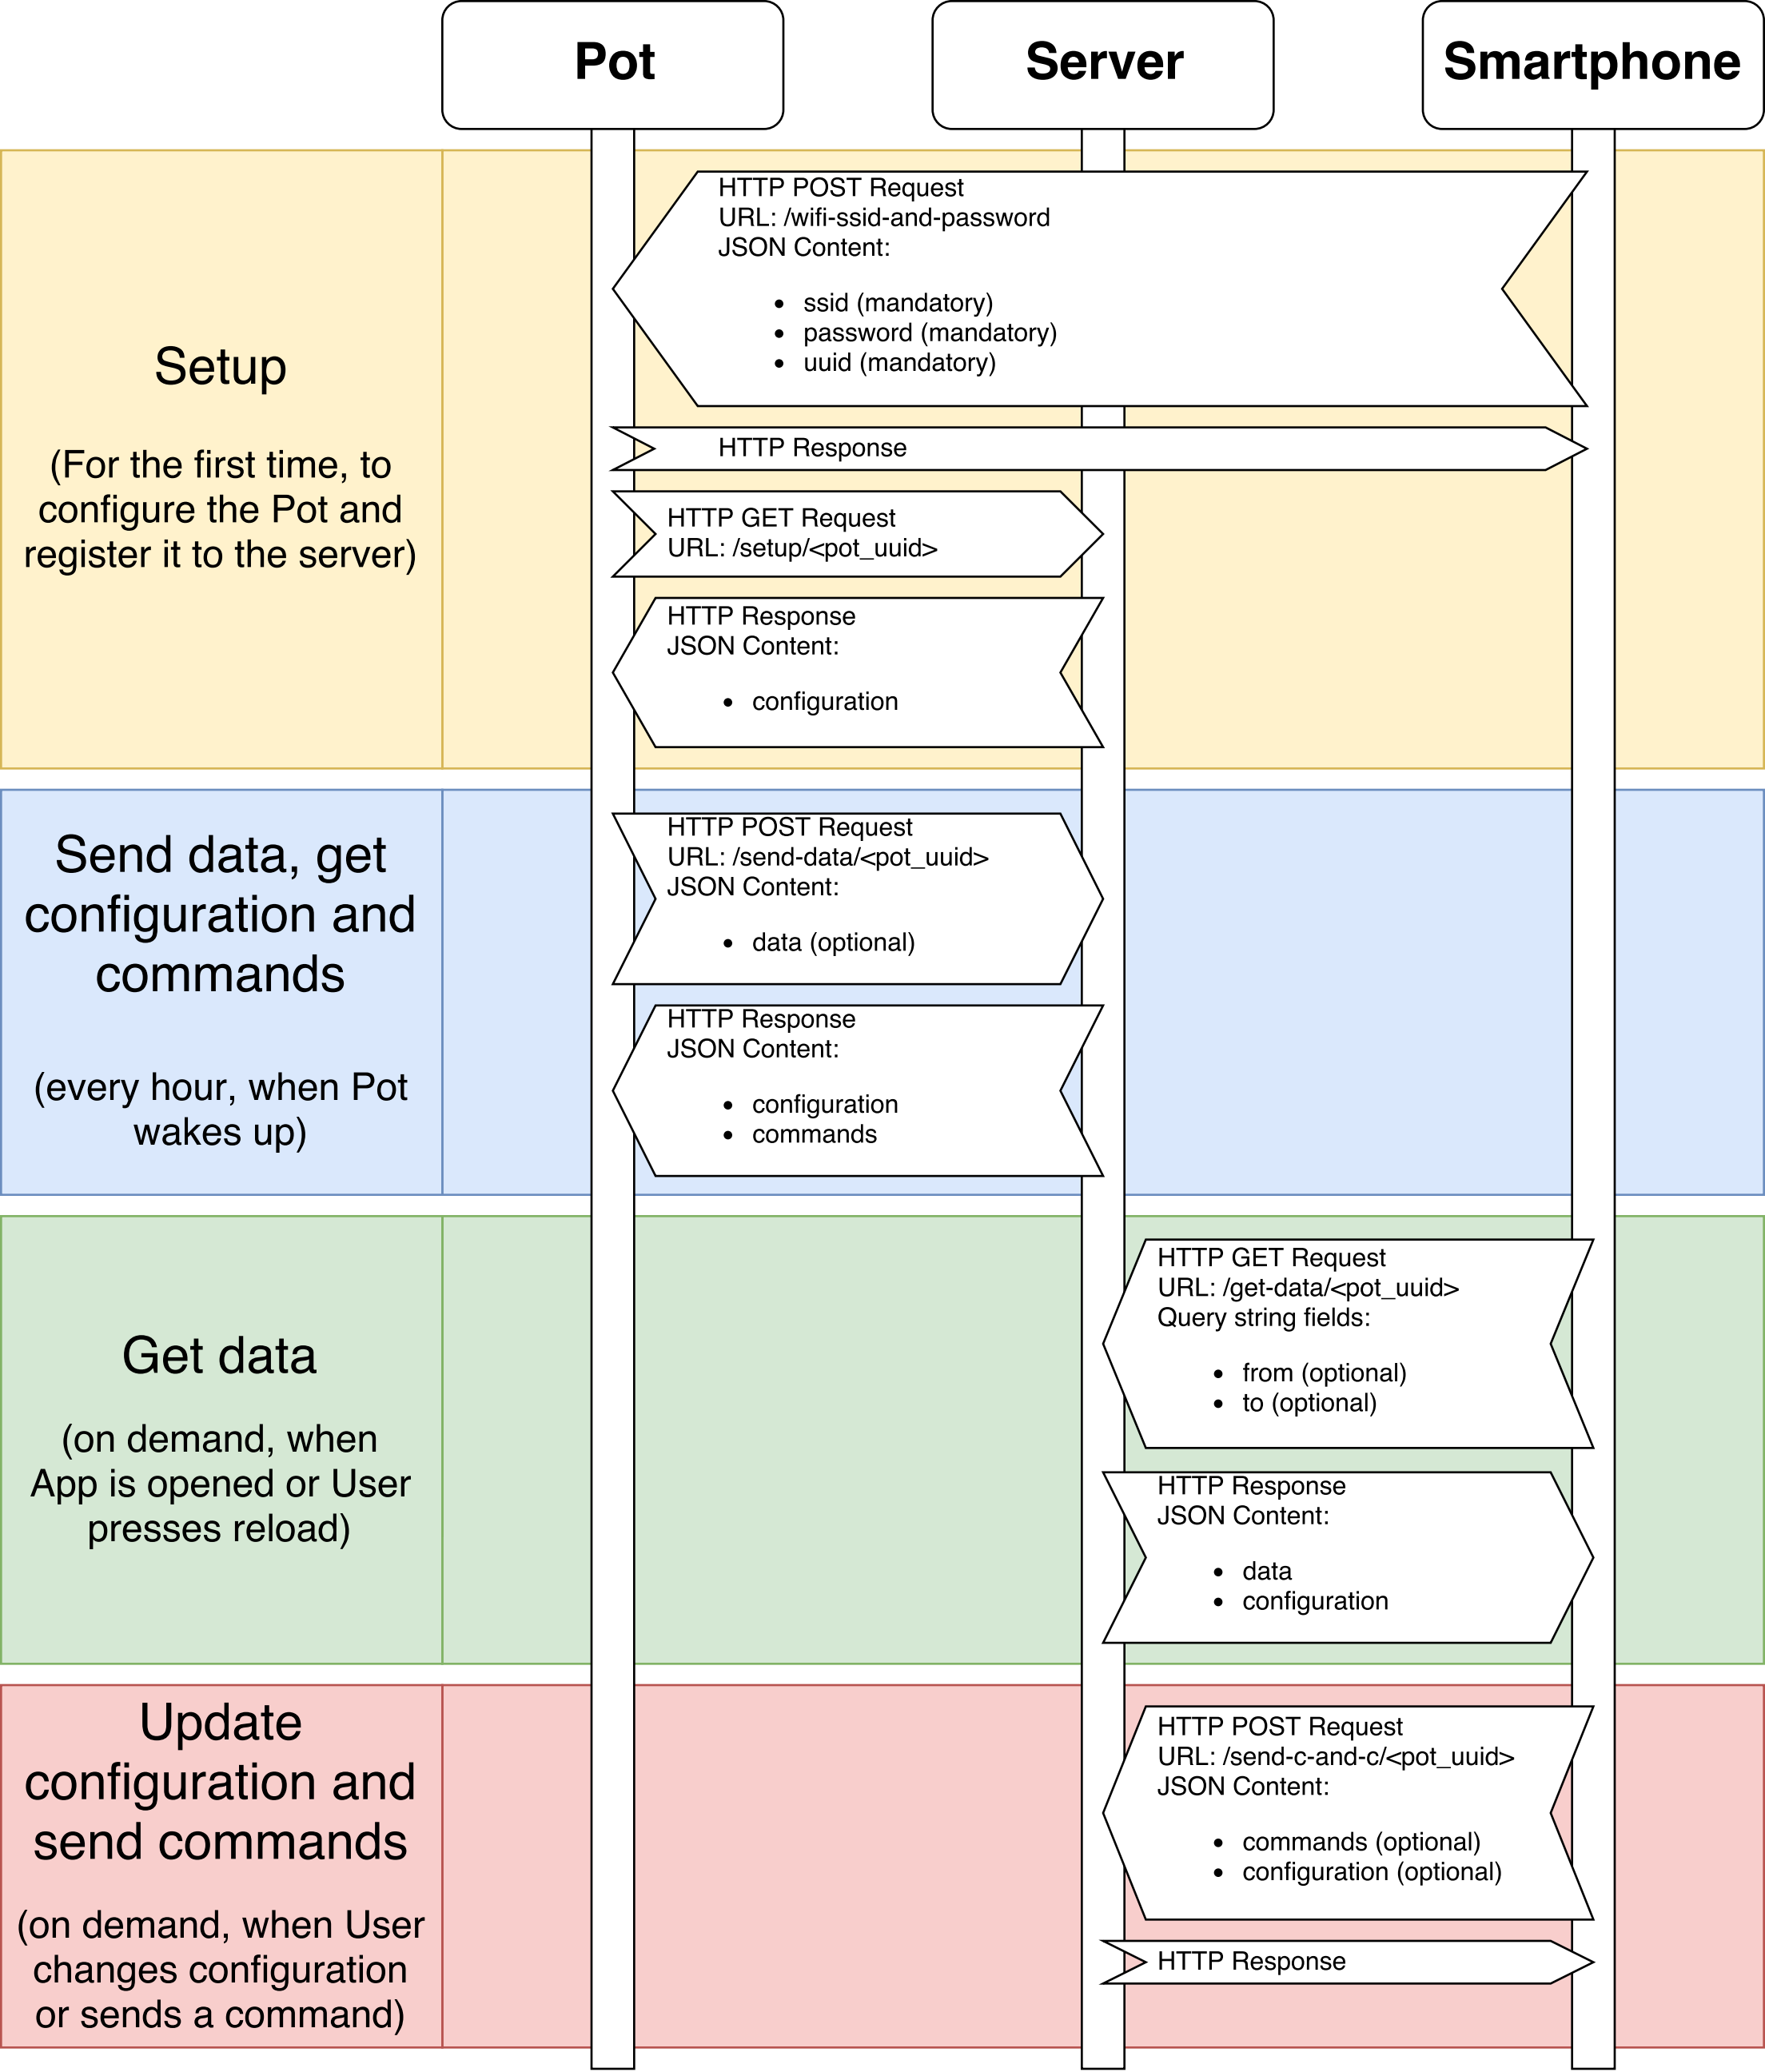 Pot
Server
Smartphone
Setup
(For the first time, to
configure the Pot and
register it to the server)
HTTP POST Request
URL: /wifi-ssid-and-password
JSON Content:
• ssid (mandatory)
• password (mandatory)
• uuid (mandatory)
HTTP Response
HTTP GET Request
URL: /setup/<pot_uuid>
HTTP Response
JSON Content:
• configuration
Send data, get
configuration and
commands
(every hour, when Pot
wakes up)
HTTP POST Request
URL: /send-data/<pot_uuid>
JSON Content:
• data (optional)
HTTP Response
JSON Content:
• configuration
• commands
Get data
(on demand, when
App is opened or User
presses reload)
HTTP GET Request
URL: /get-data/<pot_uuid>
Query string fields:
• from (optional)
• to (optional)
HTTP Response
JSON Content:
• data
• configuration
Update
configuration and
send commands
(on demand, when User
changes configuration
or sends a command)
HTTP POST Request
URL: /send-c-and-c/<pot_uuid>
JSON Content:
• commands (optional)
• configuration (optional)
HTTP Response